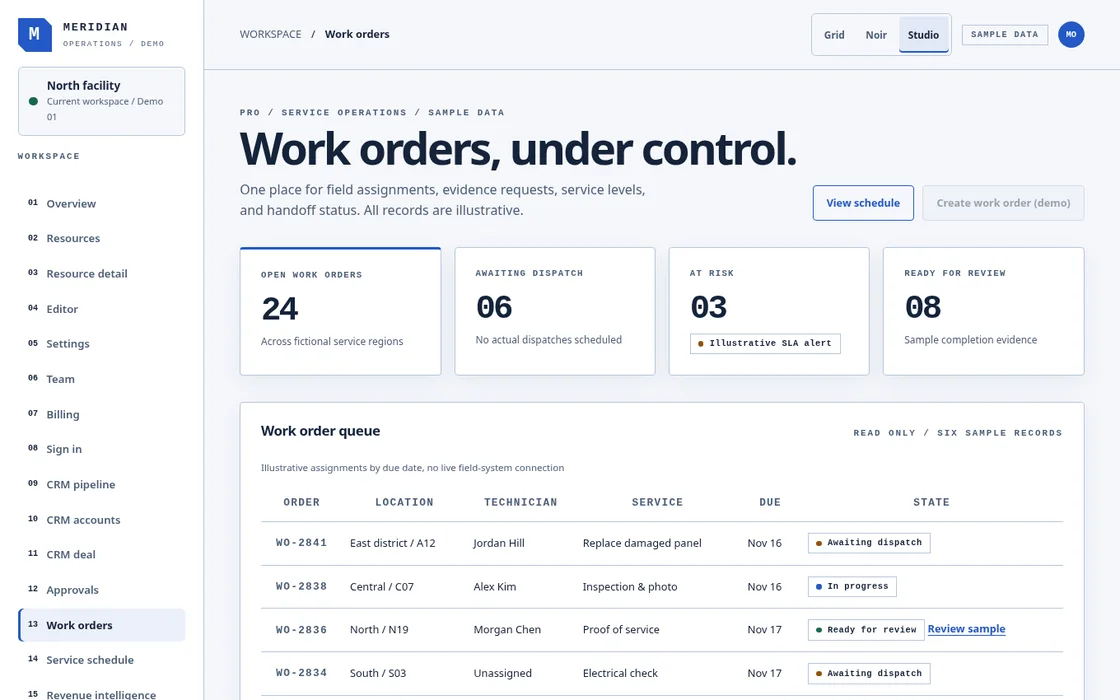 M
MERIDIAN
OPERATIONS / DEMO
North facility
Current workspace / Demo
01
WORKSPACE
01 Overview
02 Resources
03 Resource detail
04 Editor
05 Settings
06 Team
07 Billing
08 Sign in
09 CRM pipeline
10 CRM accounts
11 CRM deal
12 Approvals
13 Work orders
14 Service schedule
15 Revenue intelligence
WORKSPACE / Work orders
Grid Noir Studio
SAMPLE DATA
MO
PRO / SERVICE OPERATIONS / SAMPLE DATA
Work orders, under control.
One place for field assignments, evidence requests, service levels,
and handoff status. All records are illustrative.
View schedule
Create work order (demo)
OPEN WORK ORDERS
24
Across fictional service regions
AWAITING DISPATCH
06
No actual dispatches scheduled
AT RISK
03
Illustrative SLA alert
READY FOR REVIEW
08
Sample completion evidence
Work order queue
READ ONLY / SIX SAMPLE RECORDS
Illustrative assignments by due date, no live field-system connection
ORDER LOCATION TECHNICIAN SERVICE DUE STATE
WO-2841 East district / A12 Jordan Hill Replace damaged panel Nov 16 Awaiting dispatch
WO-2838 Central / C07 Alex Kim Inspection & photo Nov 16 In progress
WO-2836 North / N19 Morgan Chen Proof of service Nov 17 Ready for review Review sample
WO-2834 South / S03 Unassigned Electrical check Nov 17 Awaiting dispatch